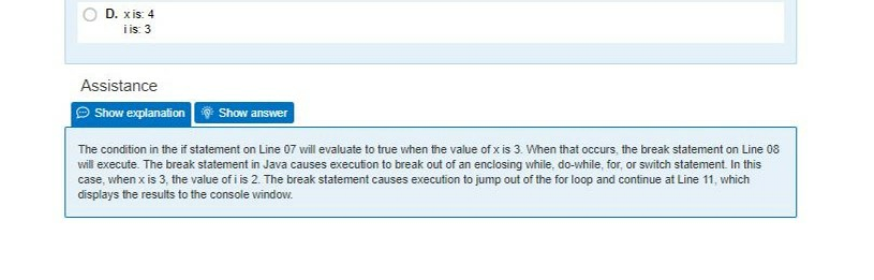 D. x is: 4
i is: 3
Assistance
Show explanation
Show answer
The condition in the if statement on Line 07 will evaluate to true when the value of x is 3. When that occurs, the break statement on Line 08
will execute. The break statement in Java causes execution to break out of an enclosing while, do-while, for, or switch statement. In this
case, when x is 3, the value of i is 2. The break statement causes execution to jump out of the for loop and continue at Line 11, which
displays the results to the console window.